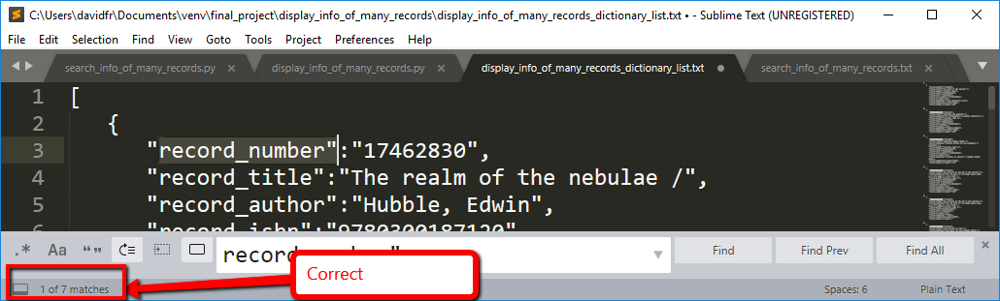 C:\Users\davidfr\Documents\venv\final_project\display_info_of_many_records\display_info_of_many_records_dictionary_list.txt • - Sublime Text (UNREGISTERED)
File Edit Selection Find View Goto Tools Project Preferences Help
search_info_of_many_records.py display_info_of_many_records.py display_info_of_many_records_dictionary_list.txt search_info_of_many_records.txt
1 [
2 {
3 "record_number":"17462830",
4 "record_title":"The realm of the nebulae /",
5 "record_author":"Hubble, Edwin",
6 "record_isbn":"9780300187120"
.* Aa “” Find Find Prev Find All
Correct
1 of 7 matches Spaces: 6 Plain Text